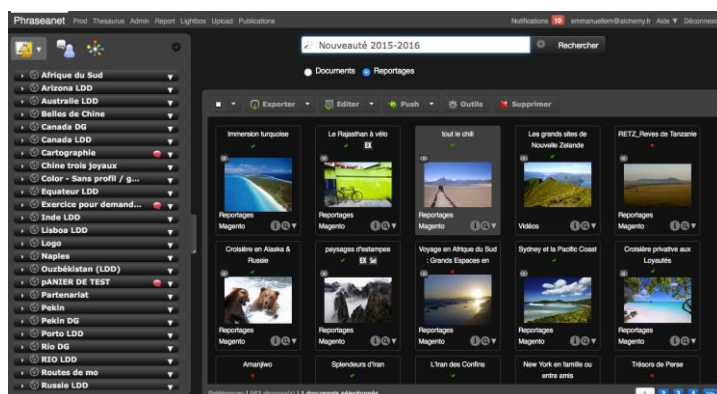 Phraseanet Prod Thesaurus Admin Report Lightbox Upload Publications
Notifications 10 emmanuellem@alchemy.fr Aide Déconnexion
Nouveauté 2015-2016
Rechercher
Documents Reportages
Exporter Editer Push Outils Supprimer
Afrique du Sud
Arizona LDD
Australie LDD
Belles de Chine
Canada DG
Canada LDD
Cartographie
Chine trois joyaux
Color - Sans profil / g...
Equateur LDD
Exercice pour demand...
Inde LDD
Lisboa LDD
Logo
Naples
Ouzbékistan (LDD)
pANIER DE TEST
Partenariat
Pekin
Pekin DG
Porto LDD
Rio DG
RIO LDD
Routes de mo
Russie LDD
Immersion turquoise
Reportages
Magento
Le Rajasthan à vélo
EX
Reportages
Magento
tout le chili
Reportages
Magento
Les grands sites de
Nouvelle Zelande
Vidéos
RETZ_Reves de Tanzanie
Reportages
Magento
Croisière en Alaska &
Russie
Reportages
Magento
paysages d'estampes
EX Sel
Reportages
Magento
Voyage en Afrique du Sud
: Grands Espaces en
Reportages
Magento
Sydney et la Pacific Coast
Reportages
Magento
Croisière privative aux
Loyautés
Reportages
Magento
Amanjiwo
Splendeurs d'Iran
L'Iran des Confins
New York en famille ou
entre amis
Trésors de Perse
1 2 3 4 >>